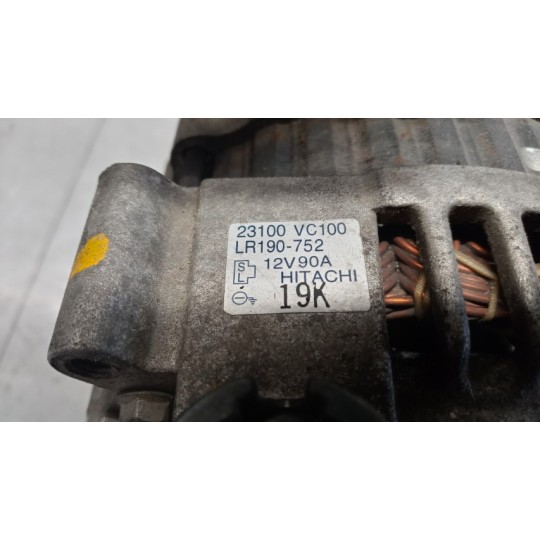 23100 VC100
LR190-752
S L 12V90A
HITACHI
19K